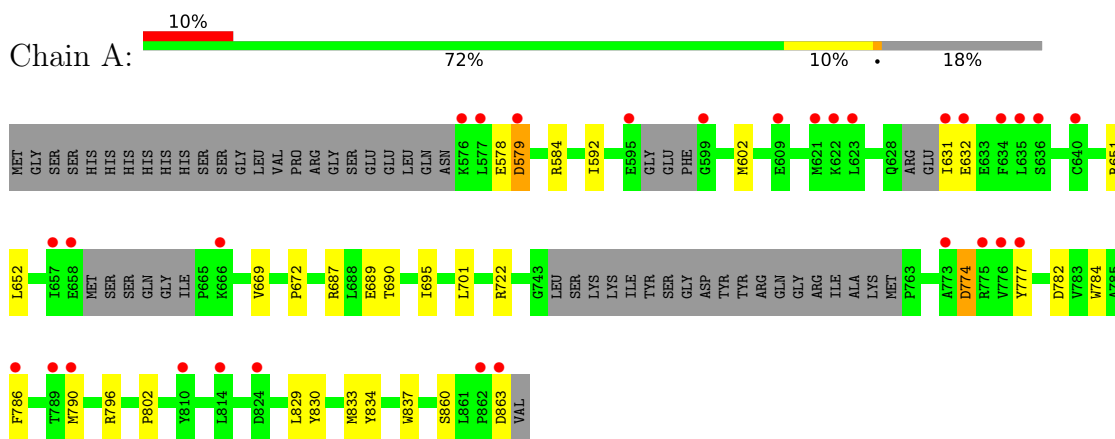 10%
Chain A:
72% 10% • 18%
MET GLY SER SER HIS HIS HIS HIS HIS HIS SER SER GLY LEU VAL PRO ARG GLY SER GLU GLU LEU GLN ASN K576 L577 E578 D579 R584 I592 E595 GLY GLU PHE G599 M602 E609 M621 K622 L623 Q628 ARG GLU I631 E632 E633 F634 L635 S636 C640 R651
L652 I657 E658 MET SER SER GLN GLY ILE P665 K666 V669 P672 R687 L688 E689 T690 I695 L701 R722 G743 LEU SER LYS LYS ILE TYR SER GLY ASP TYR TYR ARG GLN GLY ARG ILE ALA LYS MET P763 A773 D774 R775 V776 Y777 D782 V783 W784 A785
F786 T789 M790 R796 P802 Y810 L814 D824 L829 Y830 M833 Y834 W837 S860 L861 P862 D863 VAL